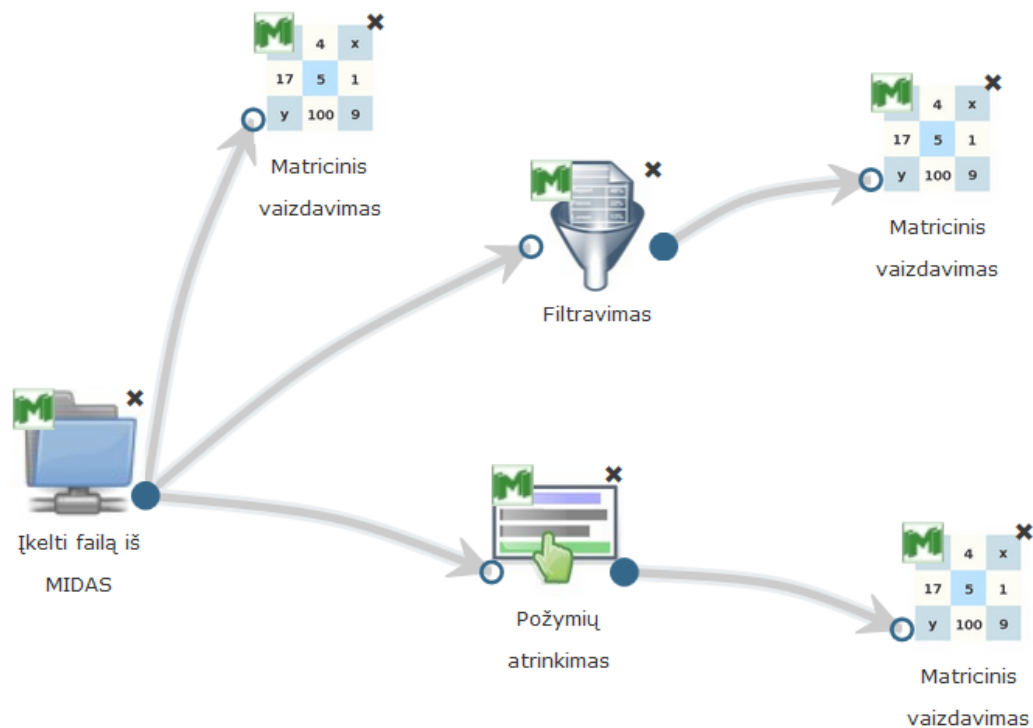 4 x
17 5 1
y 100 9
Matricinis
vaizdavimas
4 x
17 5 1
y 100 9
Matricinis
vaizdavimas
Filtravimas
Įkelti failą iš
MIDAS
Požymių
atrinkimas
4 x
17 5 1
y 100 9
Matricinis
vaizdavimas